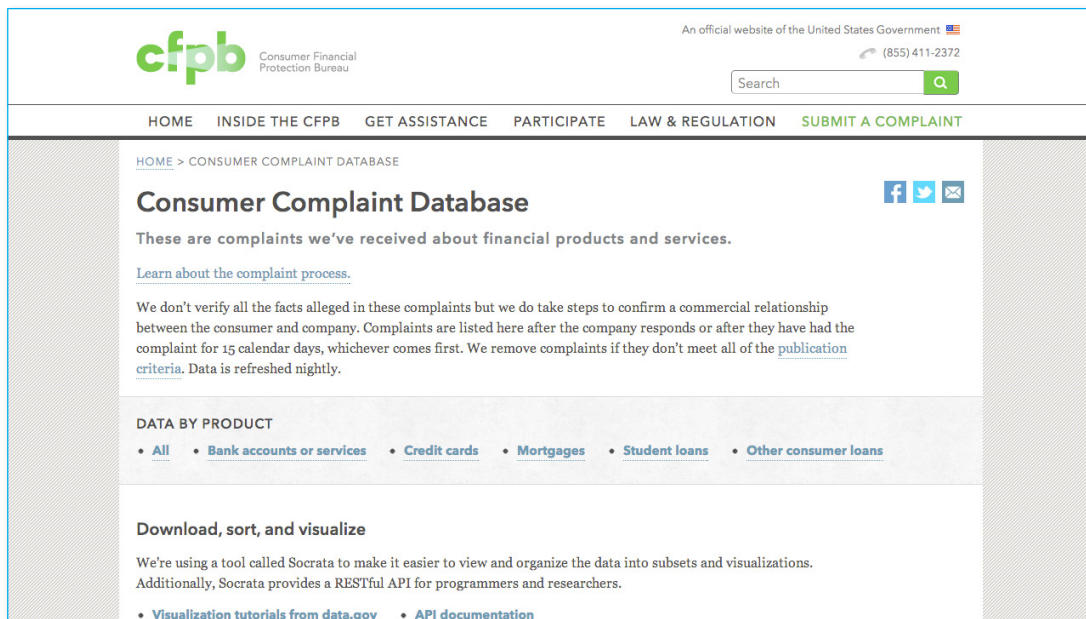 An official website of the United States Government
cfpb Consumer Financial
Protection Bureau
(855) 411-2372
Search
HOME INSIDE THE CFPB GET ASSISTANCE PARTICIPATE LAW & REGULATION SUBMIT A COMPLAINT
HOME > CONSUMER COMPLAINT DATABASE
Consumer Complaint Database
These are complaints we've received about financial products and services.
Learn about the complaint process.
We don't verify all the facts alleged in these complaints but we do take steps to confirm a commercial relationship
between the consumer and company. Complaints are listed here after the company responds or after they have had the
complaint for 15 calendar days, whichever comes first. We remove complaints if they don't meet all of the publication
criteria. Data is refreshed nightly.
DATA BY PRODUCT
• All • Bank accounts or services • Credit cards • Mortgages • Student loans • Other consumer loans
Download, sort, and visualize
We're using a tool called Socrata to make it easier to view and organize the data into subsets and visualizations.
Additionally, Socrata provides a RESTful API for programmers and researchers.
• Visualization tutorials from data.gov • API documentation